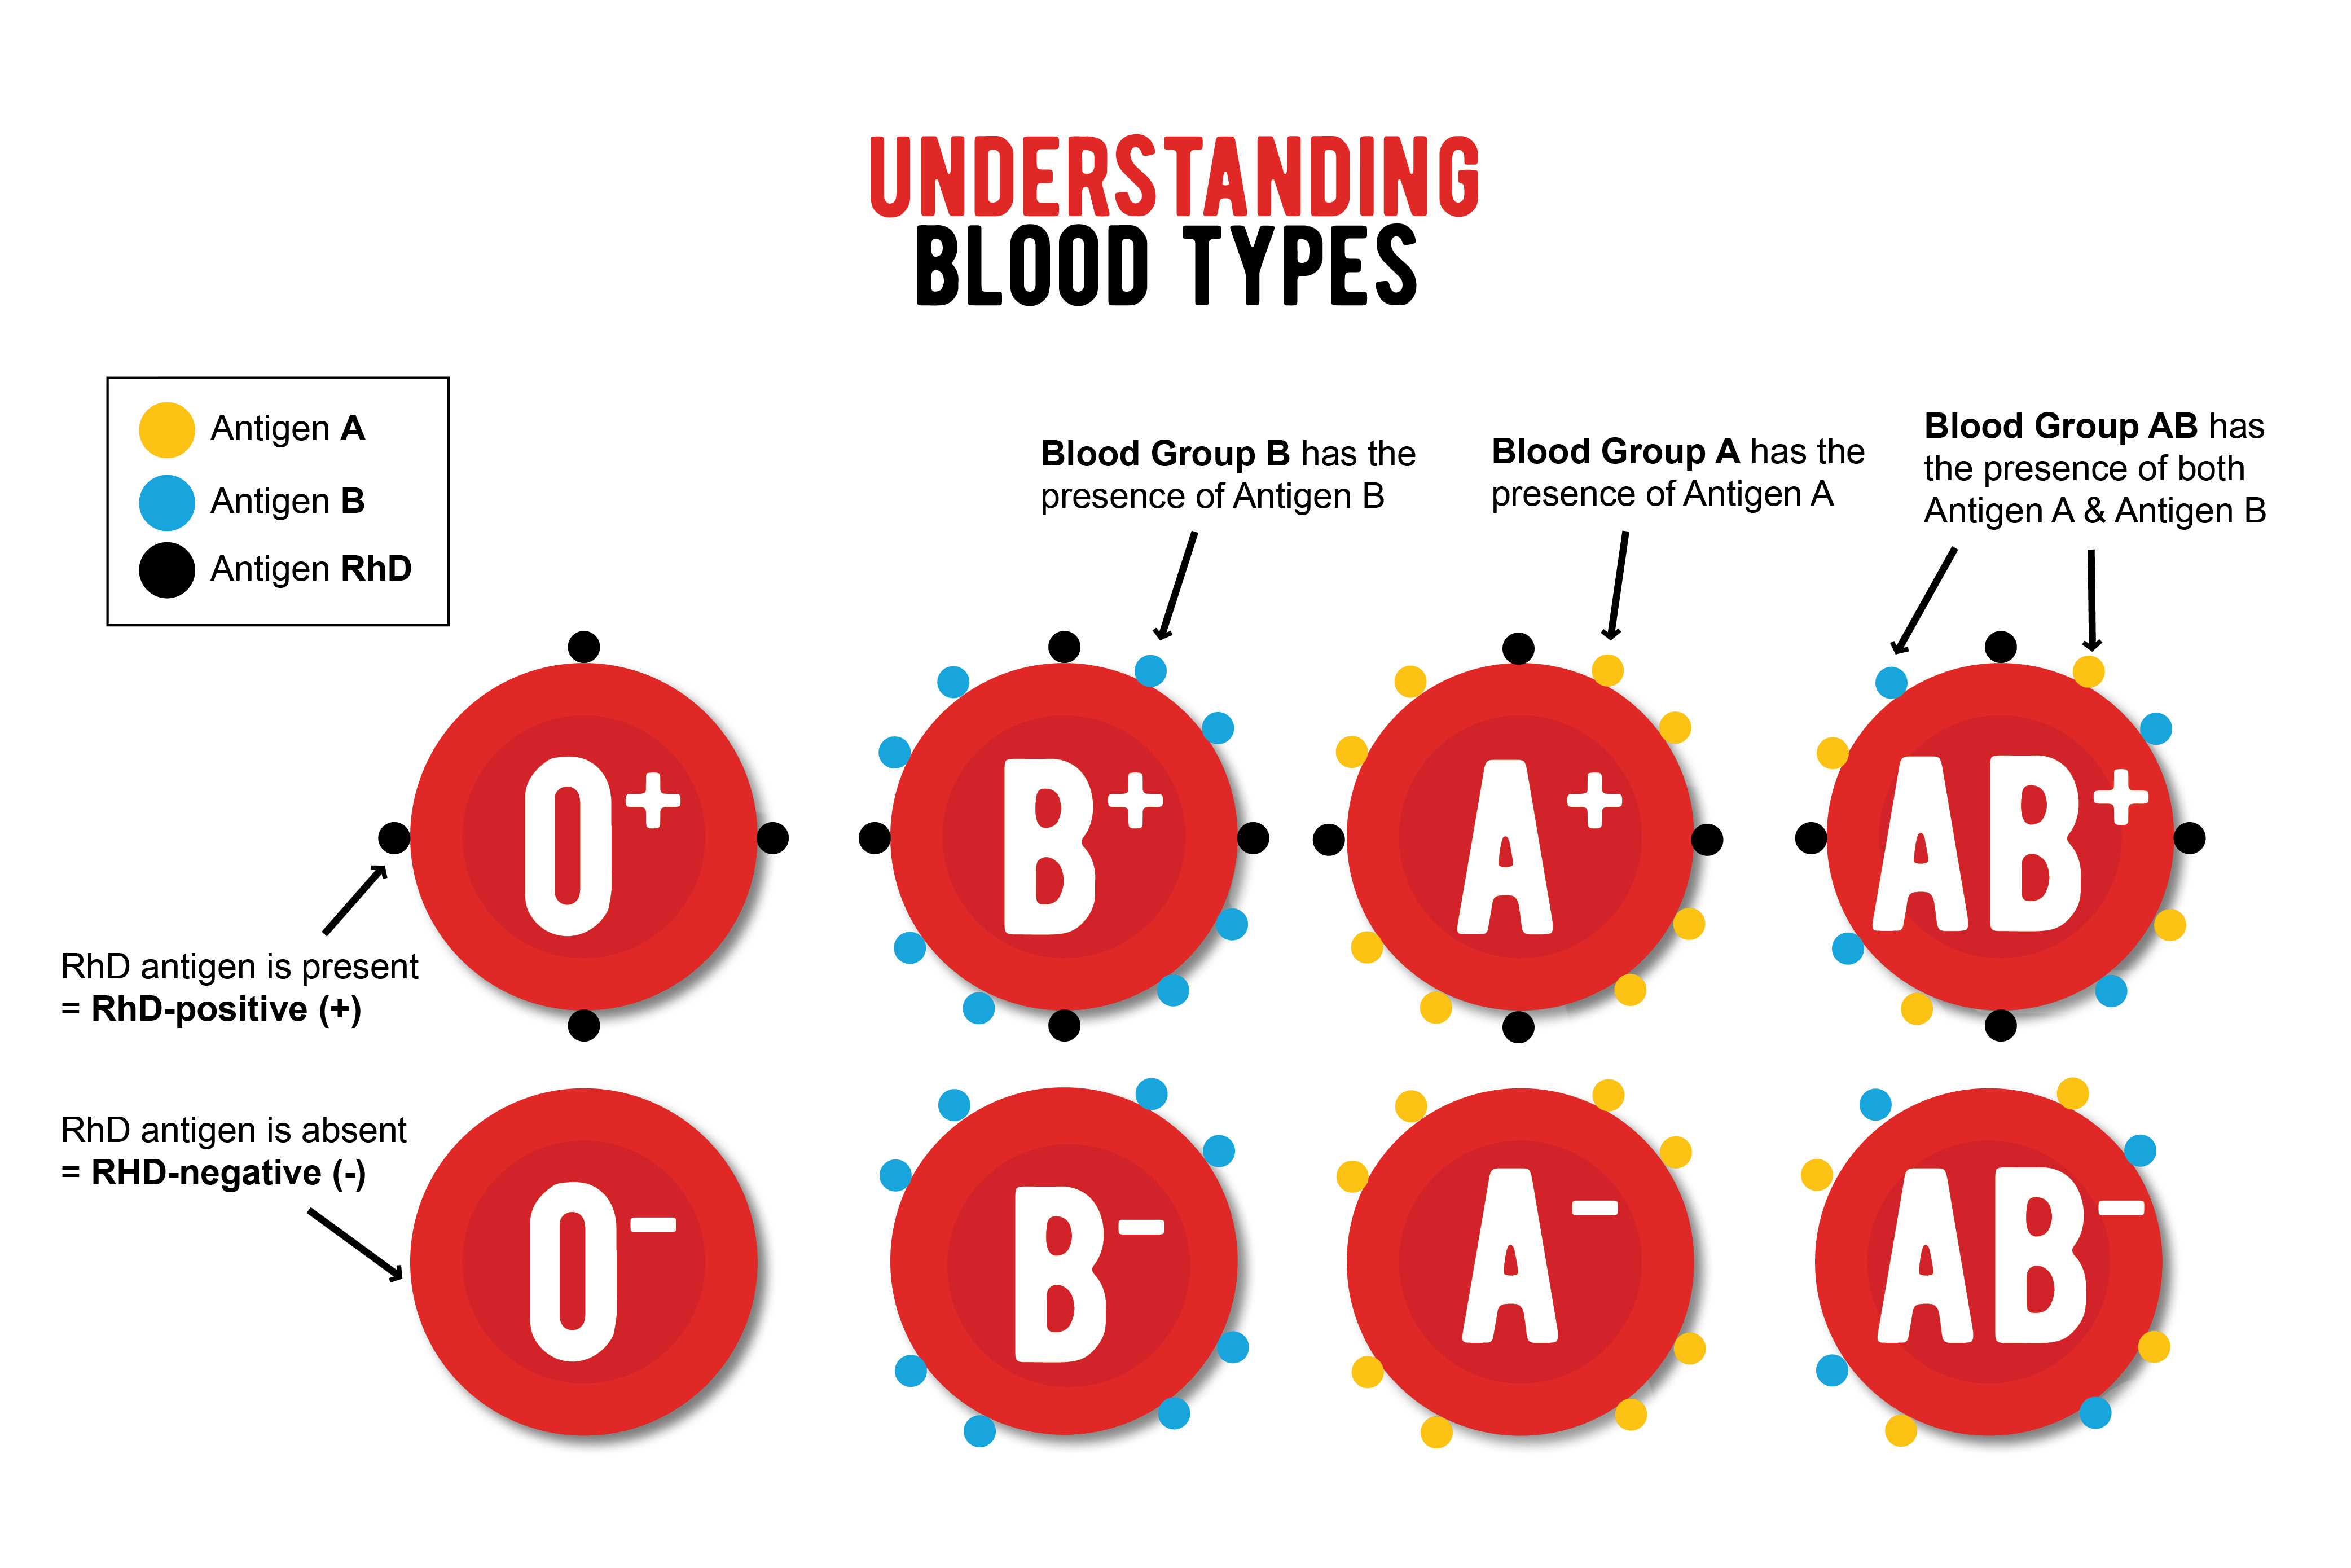 UNDERSTANDING
BLOOD TYPES
Antigen A
Antigen B
Antigen RhD
Blood Group B has the
presence of Antigen B
Blood Group A has the
presence of Antigen A
Blood Group AB has
the presence of both
Antigen A & Antigen B
O+
B+
A+
AB+
RhD antigen is present
= RhD-positive (+)
RhD antigen is absent
= RHD-negative (-)
O-
B-
A-
AB-